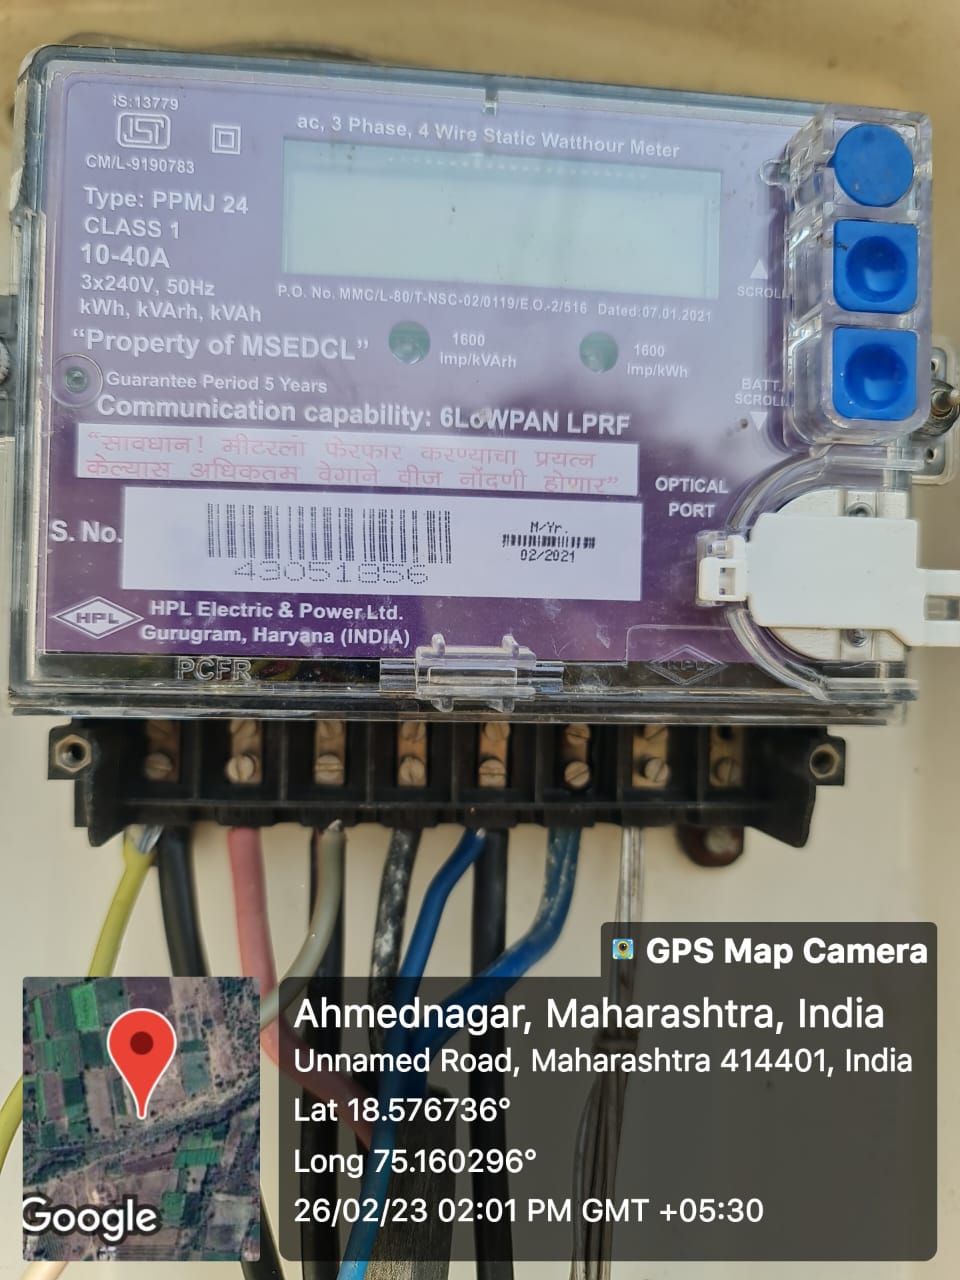 IS:13779
ISI
CM/L-9190783
ac, 3 Phase, 4 Wire Static Watthour Meter
Type: PPMJ 24
CLASS 1
10-40A
3x240V, 50Hz
kWh, kVArh, kVAh
P.O. No. MMC/L-80/T-NSC-02/0119/E.O.-2/516 Dated:07.01.2021
SCROLL
"Property of MSEDCL"
1600
imp/kVArh
1600
imp/kWh
Guarantee Period 5 Years
BATT.
SCROLL
Communication capability: 6LoWPAN LPRF
"सावधान! मीटरला फेरफार करण्याचा प्रयत्न
केल्यास अधिकतम वेगाने वीज नोंदणी होणार"
OPTICAL
PORT
S. No.
43051856
M/Yr.
02/2021
HPL
HPL Electric & Power Ltd.
Gurugram, Haryana (INDIA)
PCFR
HPL
GPS Map Camera
Ahmednagar, Maharashtra, India
Unnamed Road, Maharashtra 414401, India
Lat 18.576736°
Long 75.160296°
26/02/23 02:01 PM GMT +05:30
Google